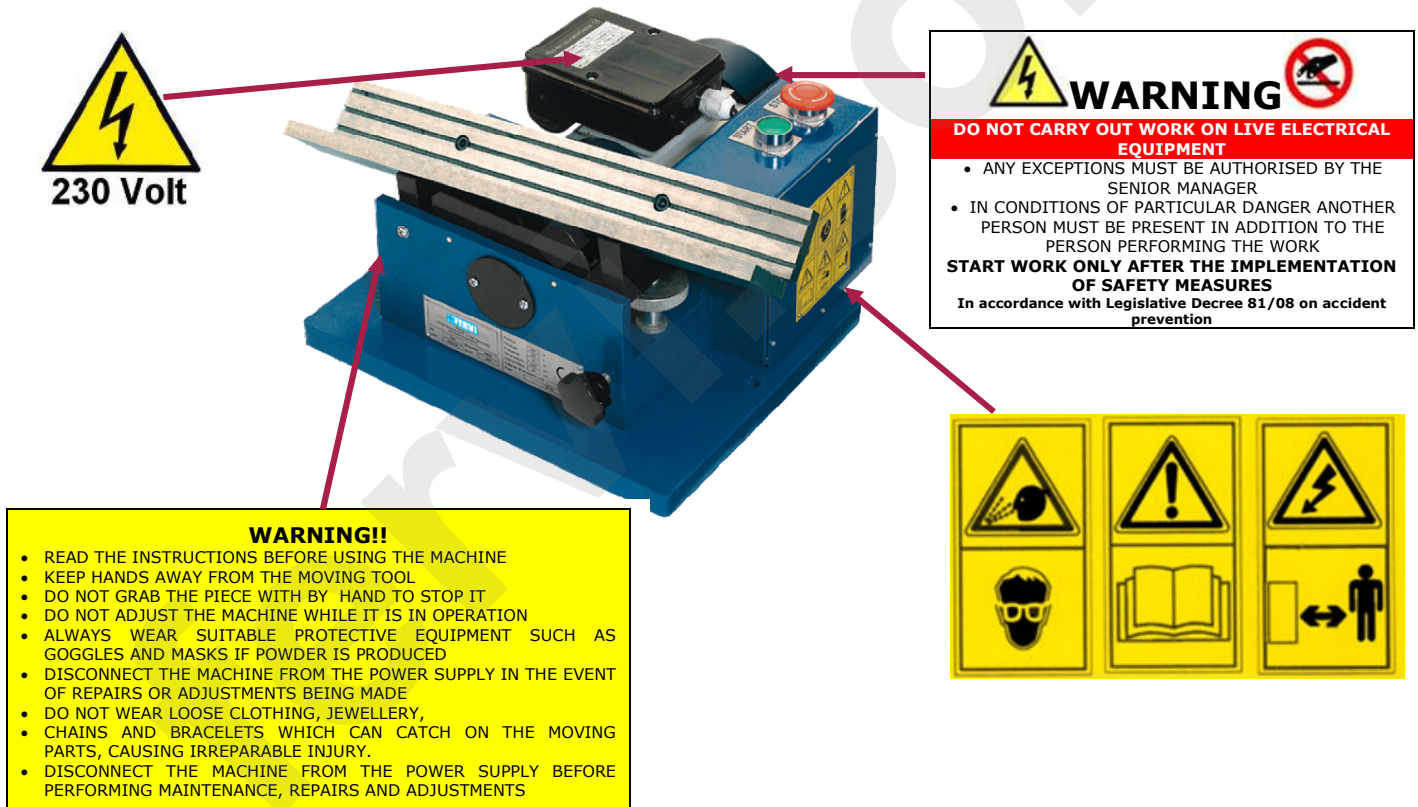 230 Volt
STOP
START
FERVI
WARNING
DO NOT CARRY OUT WORK ON LIVE ELECTRICAL
EQUIPMENT
• ANY EXCEPTIONS MUST BE AUTHORISED BY THE
SENIOR MANAGER
• IN CONDITIONS OF PARTICULAR DANGER ANOTHER
PERSON MUST BE PRESENT IN ADDITION TO THE
PERSON PERFORMING THE WORK
START WORK ONLY AFTER THE IMPLEMENTATION
OF SAFETY MEASURES
In accordance with Legislative Decree 81/08 on accident
prevention
WARNING!!
• READ THE INSTRUCTIONS BEFORE USING THE MACHINE
• KEEP HANDS AWAY FROM THE MOVING TOOL
• DO NOT GRAB THE PIECE WITH BY HAND TO STOP IT
• DO NOT ADJUST THE MACHINE WHILE IT IS IN OPERATION
• ALWAYS WEAR SUITABLE PROTECTIVE EQUIPMENT SUCH AS
GOGGLES AND MASKS IF POWDER IS PRODUCED
• DISCONNECT THE MACHINE FROM THE POWER SUPPLY IN THE EVENT
OF REPAIRS OR ADJUSTMENTS BEING MADE
• DO NOT WEAR LOOSE CLOTHING, JEWELLERY,
• CHAINS AND BRACELETS WHICH CAN CATCH ON THE MOVING
PARTS, CAUSING IRREPARABLE INJURY.
• DISCONNECT THE MACHINE FROM THE POWER SUPPLY BEFORE
PERFORMING MAINTENANCE, REPAIRS AND ADJUSTMENTS